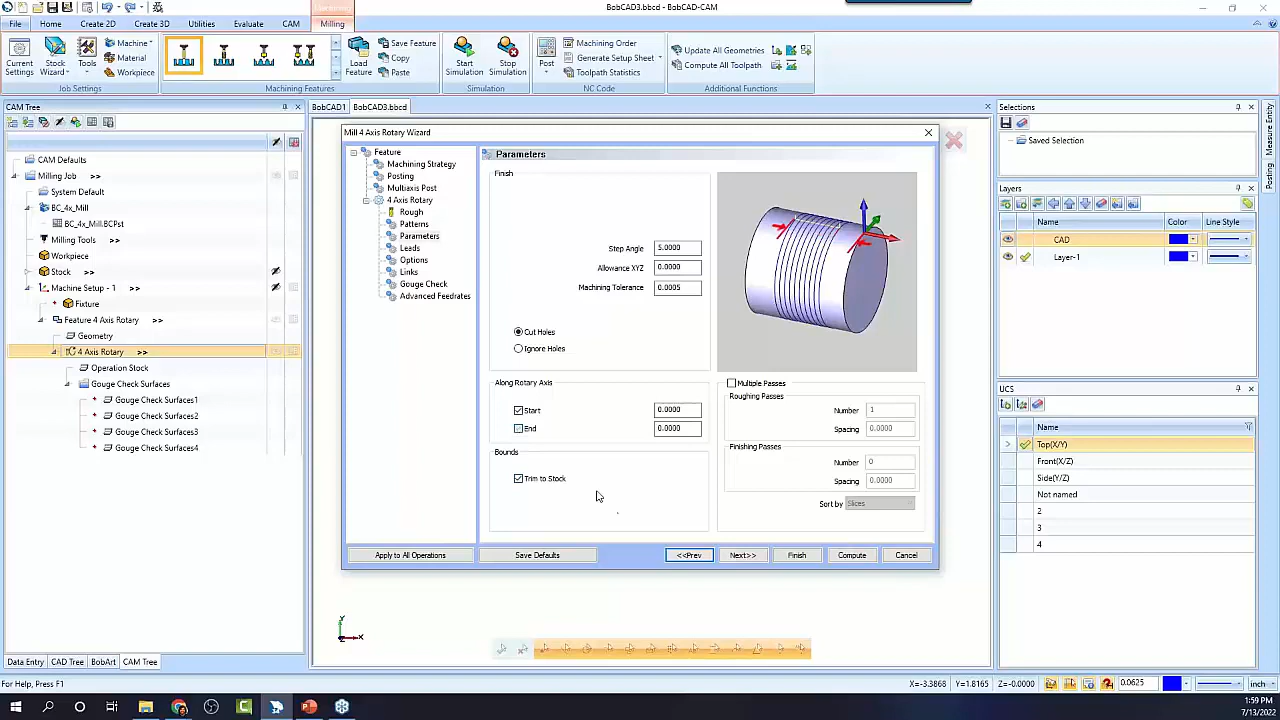 BobCAD3.bbcd - BobCAD-CAM
Machining
File
Home
Create 2D
Create 3D
Utilities
Evaluate
CAM
Milling
Current Settings
Stock Wizard
Tools
Machine
Material
Workpiece
Job Settings
Load Feature
Save Feature
Copy
Paste
Machining Features
Start Simulation
Stop Simulation
Simulation
Post
Machining Order
Generate Setup Sheet
Toolpath Statistics
NC Code
Update All Geometries
Compute All Toolpath
Additional Functions
CAM Tree
CAM Defaults
Milling Job >>
System Default
BC_4x_Mill
BC_4x_Mill.BCPst
Milling Tools >>
Workpiece
Stock >>
Machine Setup - 1 >>
Fixture
Feature 4 Axis Rotary >>
Geometry
4 Axis Rotary >>
Operation Stock
Gouge Check Surfaces
Gouge Check Surfaces1
Gouge Check Surfaces2
Gouge Check Surfaces3
Gouge Check Surfaces4
Data Entry
CAD Tree
BobArt
CAM Tree
BobCAD1
BobCAD3.bbcd
Mill 4 Axis Rotary Wizard
Feature
Machining Strategy
Posting
Multiaxis Post
4 Axis Rotary
Rough
Patterns
Parameters
Leads
Options
Links
Gouge Check
Advanced Feedrates
Parameters
Finish
Step Angle 5.0000
Allowance XYZ 0.0000
Machining Tolerance 0.0005
Cut Holes
Ignore Holes
Along Rotary Axis
Start 0.0000
End 0.0000
Bounds
Trim to Stock
Multiple Passes
Roughing Passes
Number 1
Spacing 0.0000
Finishing Passes
Number 0
Spacing 0.0000
Sort by Slices
Apply to All Operations
Save Defaults
<<Prev
Next>>
Finish
Compute
Cancel
Y
X
Selections
Saved Selection
Layers
Name Color Line Style
CAD
Layer-1
UCS
Name
Top(X/Y)
Front(X/Z)
Side(Y/Z)
Not named
2
3
4
Measure Entity
Posting
For Help, Press F1
X=-3.3868 Y=1.8165 Z=-0.0000
0.0625
inch
1:59 PM
7/13/2022